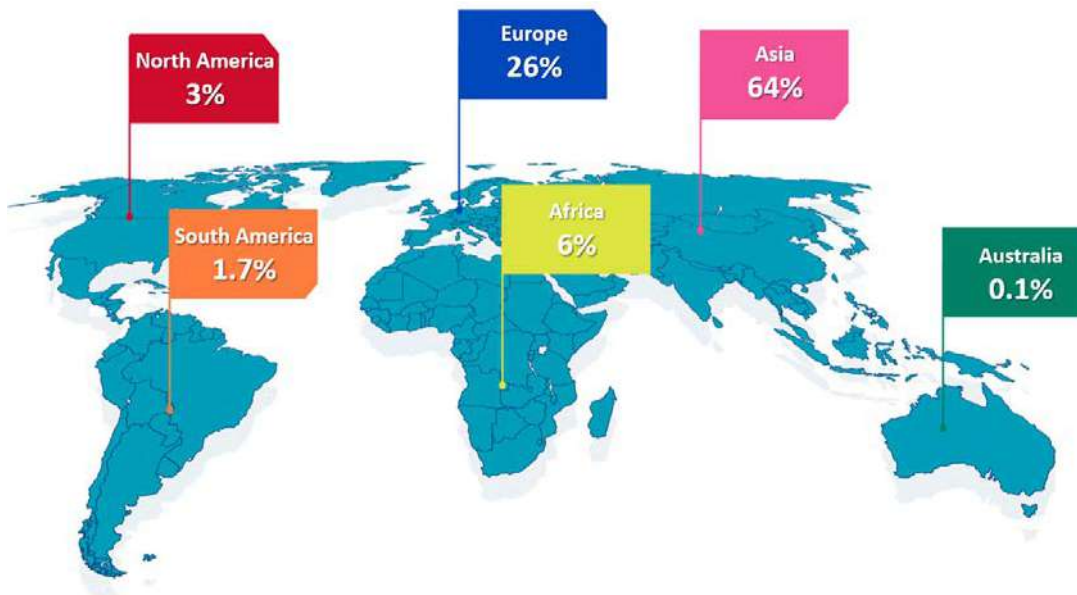 North America
3%
Europe
26%
Asia
64%
South America
1.7%
Africa
6%
Australia
0.1%